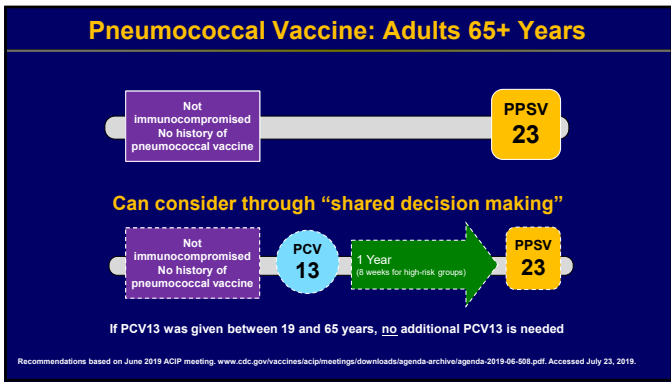 Pneumococcal Vaccine: Adults 65+ Years
Not
immunocompromised
No history of
pneumococcal vaccine
PPSV
23
Can consider through “shared decision making”
Not
immunocompromised
No history of
pneumococcal vaccine
PCV
13
1 Year
(8 weeks for high-risk groups)
PPSV
23
If PCV13 was given between 19 and 65 years, no additional PCV13 is needed
Recommendations based on June 2019 ACIP meeting. www.cdc.gov/vaccines/acip/meetings/downloads/agenda-archive/agenda-2019-06-508.pdf. Accessed July 23, 2019.